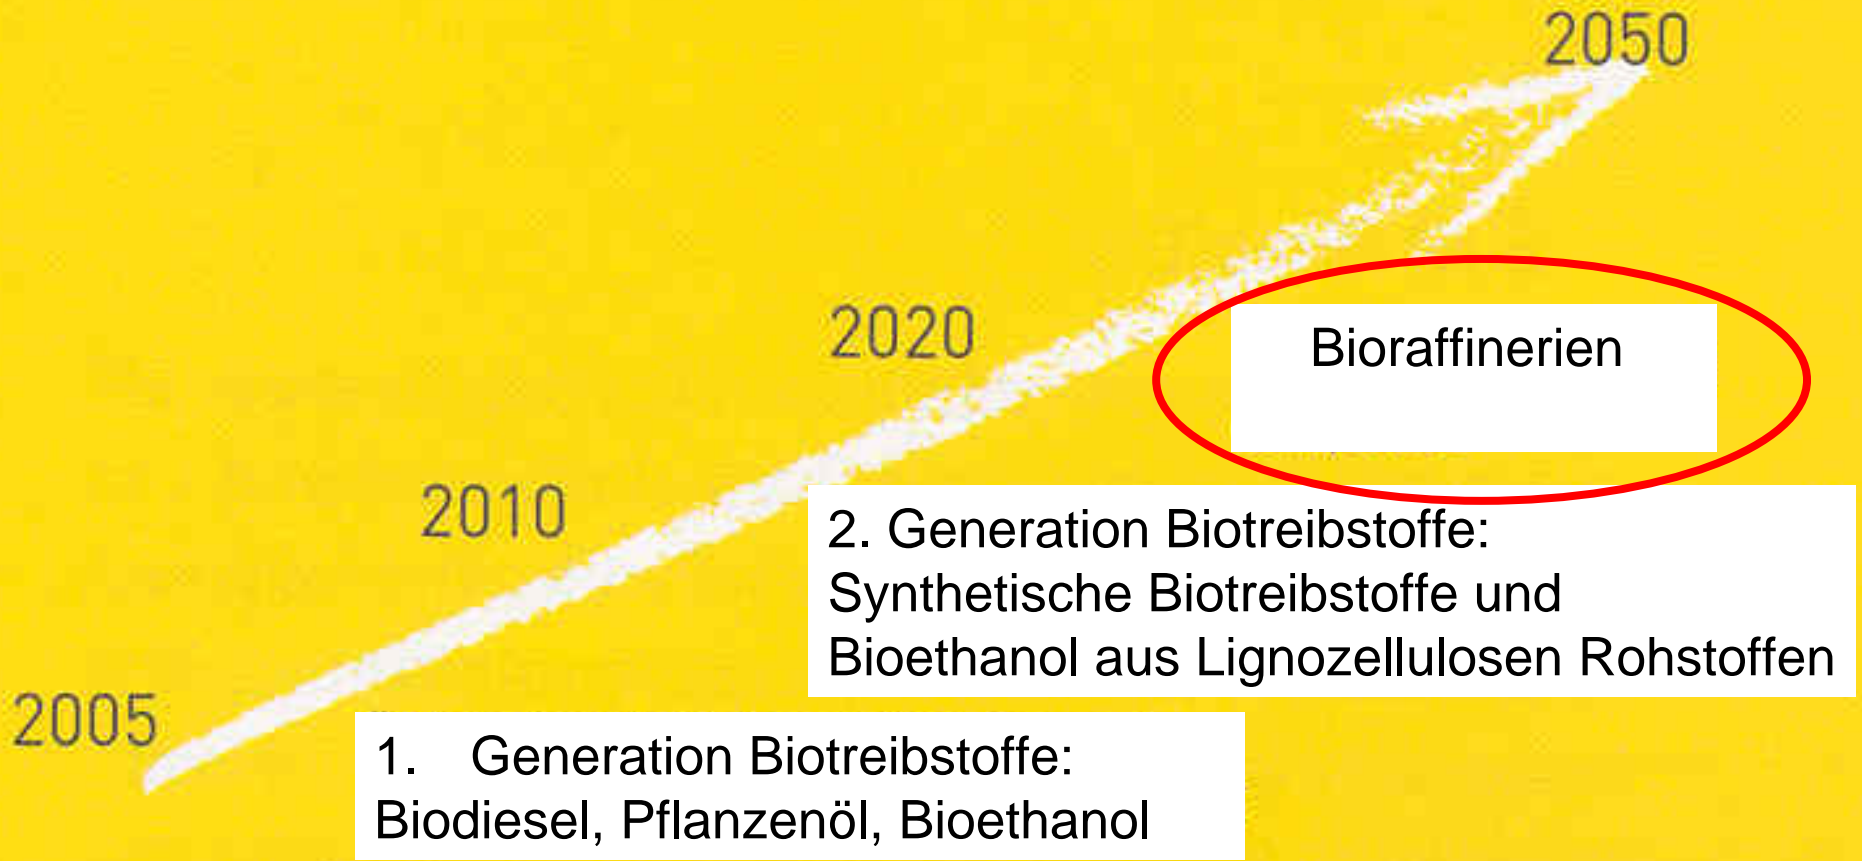 2050
2020
Bioraffinerien
2010
2. Generation Biotreibstoffe:
Synthetische Biotreibstoffe und
Bioethanol aus Lignozellulosen Rohstoffen
2005
1. Generation Biotreibstoffe:
Biodiesel, Pflanzenöl, Bioethanol